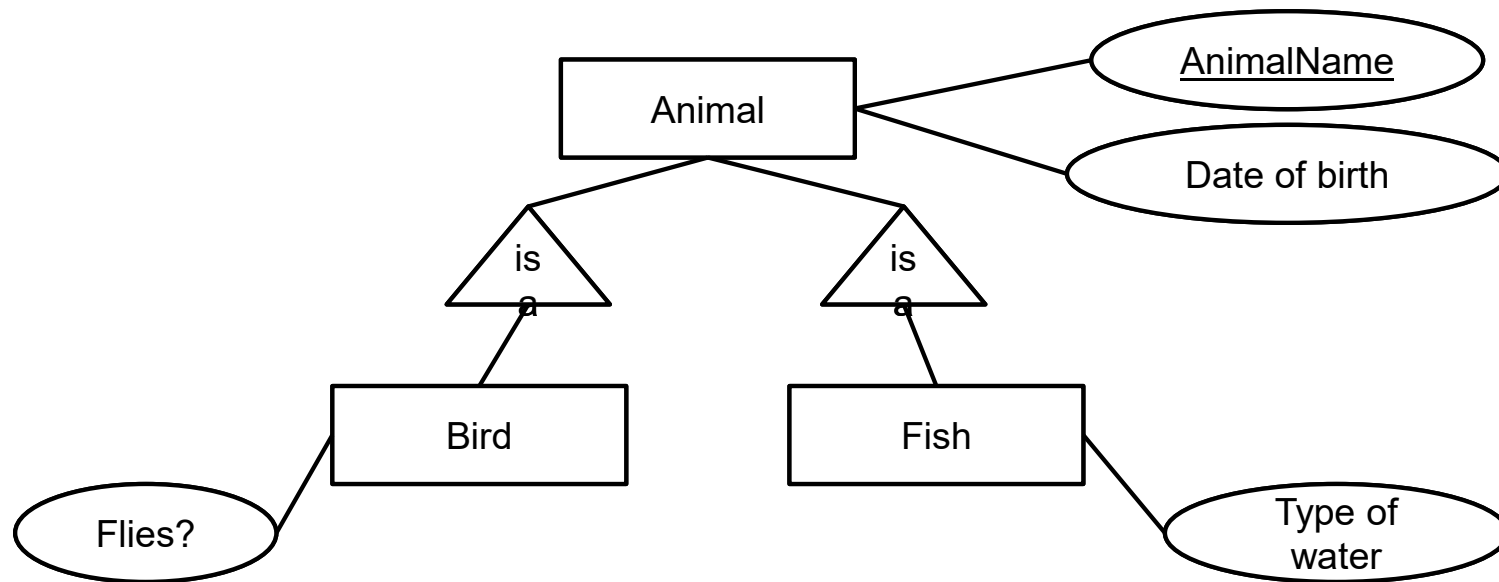 AnimalName
Animal
Date of birth
is
a
is
a
Bird
Fish
Flies?
Type of
water